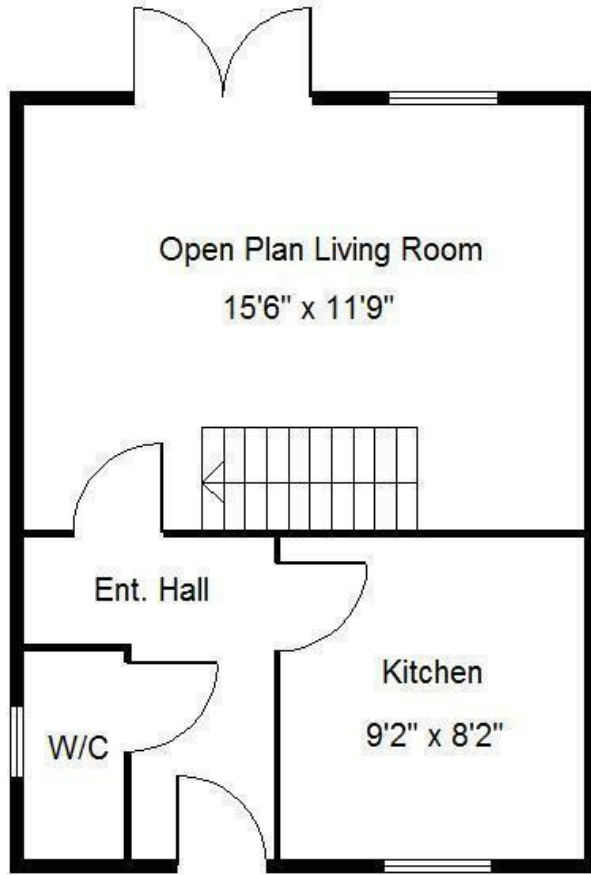 Open Plan Living Room
15'6" x 11'9"
Ent. Hall
Kitchen
9'2" x 8'2"
W/C